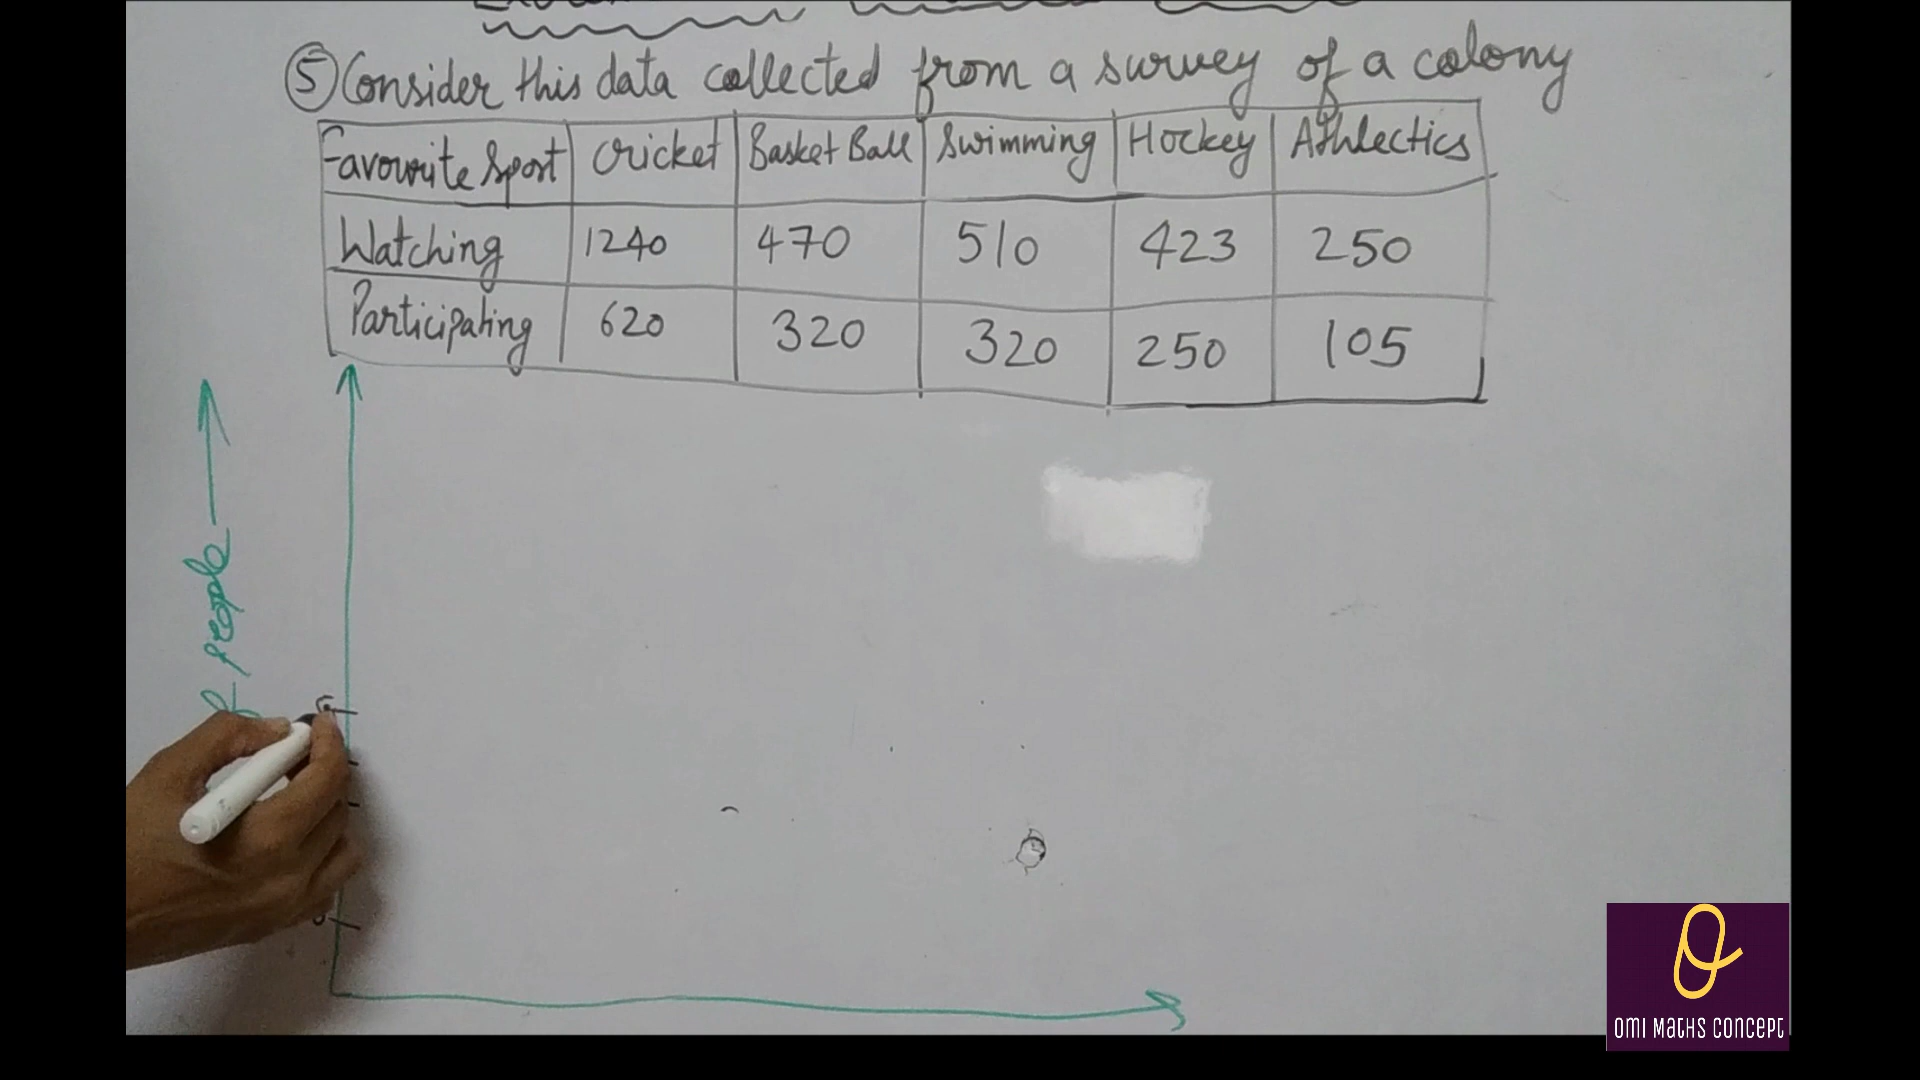 ⑤ Consider this data collected from a survey of a colony
Favourite Sport Cricket Basket Ball Swimming Hockey Athlectics
Watching 1240 470 510 423 250
Participating 620 320 320 250 105
people
OMI MATHS CONCEPT